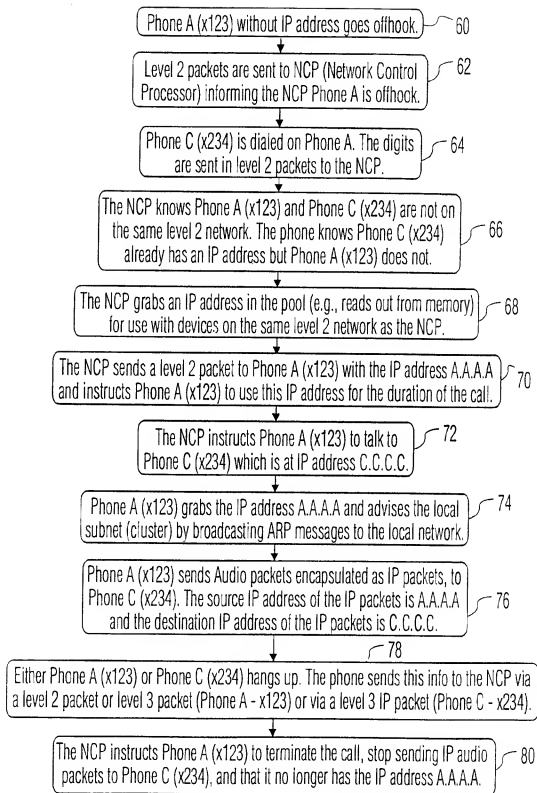 Phone A (x123) without IP address goes offhook.
60
Level 2 packets are sent to NCP (Network Control
Processor) informing the NCP Phone A is offhook.
62
Phone C (x234) is dialed on Phone A. The digits
are sent in level 2 packets to the NCP.
64
The NCP knows Phone A (x123) and Phone C (x234) are not on
the same level 2 network. The phone knows Phone C (x234)
already has an IP address but Phone A (x123) does not.
66
The NCP grabs an IP address in the pool (e.g., reads out from memory)
for use with devices on the same level 2 network as the NCP.
68
The NCP sends a level 2 packet to Phone A (x123) with the IP address A.A.A.A
and instructs Phone A (x123) to use this IP address for the duration of the call.
70
The NCP instructs Phone A (x123) to talk to
Phone C (x234) which is at IP address C.C.C.C.
72
Phone A (x123) grabs the IP address A.A.A.A and advises the local
subnet (cluster) by broadcasting ARP messages to the local network.
74
Phone A (x123) sends Audio packets encapsulated as IP packets, to
Phone C (x234). The source IP address of the IP packets is A.A.A.A
and the destination IP address of the IP packets is C.C.C.C.
76
78
Either Phone A (x123) or Phone C (x234) hangs up. The phone sends this info to the NCP via
a level 2 packet or level 3 packet (Phone A - x123) or via a level 3 IP packet (Phone C - x234).
The NCP instructs Phone A (x123) to terminate the call, stop sending IP audio
packets to Phone C (x234), and that it no longer has the IP address A.A.A.A.
80